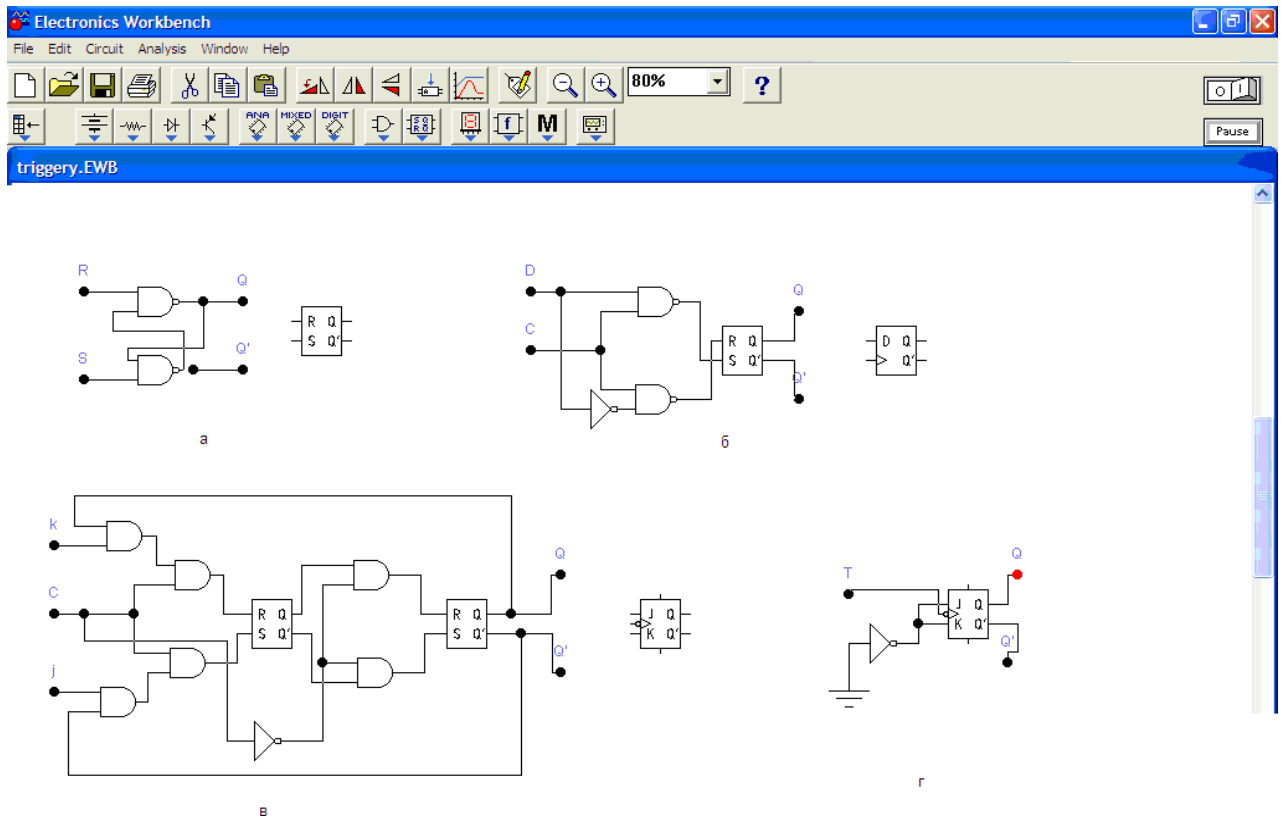 Electronics Workbench
File Edit Circuit Analysis Window Help
80%
?
Pause
ANA MIXED DIGIT
f M
triggery.EWB
R
Q
R Q
S Q'
S
Q'
а
D
Q
C
R Q
S Q'
D Q
Q'
Q'
б
k
Q
C
R Q
S Q'
R Q
S Q'
J Q
K Q'
j
Q'
в
T
Q
J Q
K Q'
Q'
г